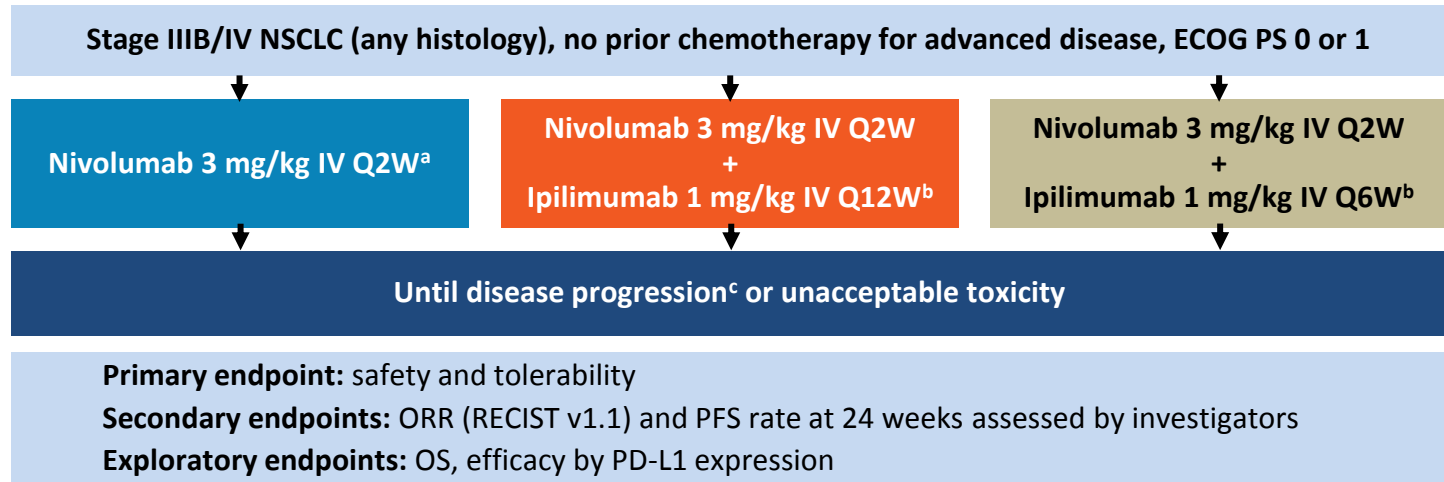 Stage IIIB/IV NSCLC (any histology), no prior chemotherapy for advanced disease, ECOG PS 0 or 1
Nivolumab 3 mg/kg IV Q2Wᵃ
Nivolumab 3 mg/kg IV Q2W
+
Ipilimumab 1 mg/kg IV Q12Wᵇ
Nivolumab 3 mg/kg IV Q2W
+
Ipilimumab 1 mg/kg IV Q6Wᵇ
Until disease progressionᶜ or unacceptable toxicity
Primary endpoint: safety and tolerability
Secondary endpoints: ORR (RECIST v1.1) and PFS rate at 24 weeks assessed by investigators
Exploratory endpoints: OS, efficacy by PD-L1 expression